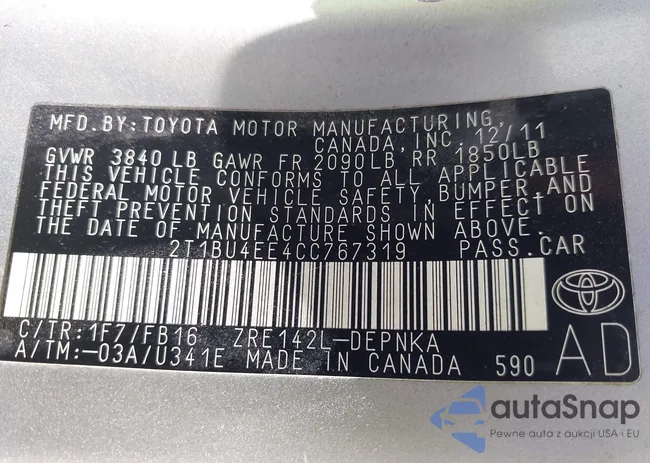 MFD.BY:TOYOTA MOTOR MANUFACTURING,
CANADA,INC. 12/11
GVWR 3840 LB GAWR FR 2090LB, RR 1850LB
THIS VEHICLE CONFORMS TO ALL APPLICABLE
FEDERAL MOTOR VEHICLE SAFETY,BUMPER,AND
THEFT PREVENTION STANDARDS IN EFFECT ON
THE DATE OF MANUFACTURE SHOWN ABOVE.
2T1BU4EE4CC767319 PASS.CAR
C/TR:1F7/FB16 ZRE142L-DEPNKA
A/TM:-03A/U341E MADE IN CANADA 590
AD
autaSnap
Pewne auta z aukcji USA i EU